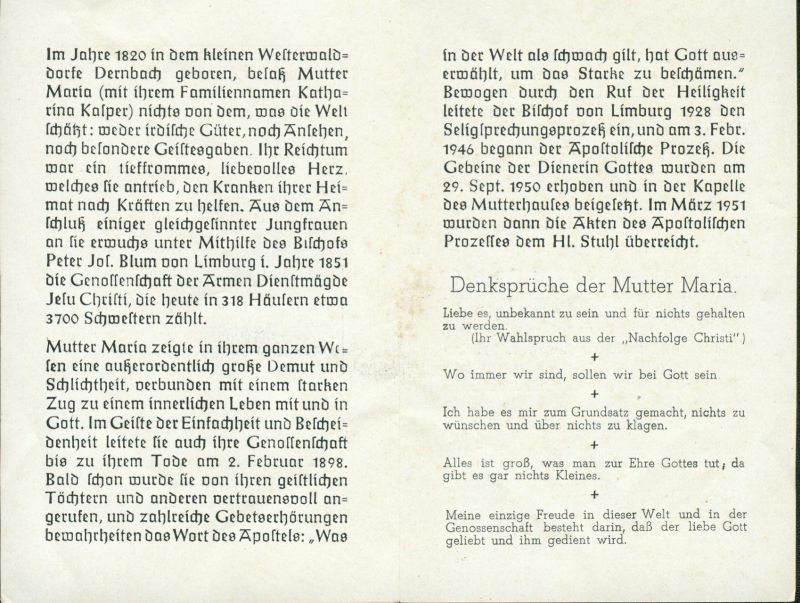 Im Jahre 1820 in dem kleinen Westerwald=
dorfe Dernbach geboren, besaß Mutter
Maria (mit ihrem Familiennamen Katha=
rina Kasper) nichts von dem, was die Welt
schätzt: weder irdische Güter, noch Ansehen,
noch besondere Geistesgaben. Ihr Reichtum
war ein tieffrommes, liebevolles Herz,
welches sie antrieb, den Kranken ihrer Hei=
mat nach Kräften zu helfen. Aus dem An=
schluß einiger gleichgesinnter Jungfrauen
an sie erwuchs unter Mithilfe des Bischofs
Peter Jos. Blum von Limburg i. Jahre 1851
die Genossenschaft der Armen Dienstmägde
Jesu Christi, die heute in 318 Häusern etwa
3700 Schwestern zählt.
Mutter Maria zeigte in ihrem ganzen We=
sen eine außerordentlich große Demut und
Schlichtheit, verbunden mit einem starken
Zug zu einem innerlichen Leben mit und in
Gott. Im Geiste der Einfachheit und Beschei=
denheit leitete sie auch ihre Genossenschaft
bis zu ihrem Tode am 2. Februar 1898.
Bald schon wurde sie von ihren geistlichen
Töchtern und anderen vertrauensvoll an=
gerufen, und zahlreiche Gebetserhörungen
bewahrheiten das Wort des Apostels: „Was
in der Welt als schwach gilt, hat Gott aus=
erwählt, um das Starke zu beschämen."
Bewogen durch den Ruf der Heiligkeit
leitete der Bischof von Limburg 1928 den
Seligsprechungsprozeß ein, und am 3. Febr.
1946 begann der Apostolische Prozeß. Die
Gebeine der Dienerin Gottes wurden am
29. Sept. 1950 erhoben und in der Kapelle
des Mutterhauses beigesetzt. Im März 1951
wurden dann die Akten des Apostolischen
Prozesses dem Hl. Stuhl überreicht.
Denksprüche der Mutter Maria.
Liebe es, unbekannt zu sein und für nichts gehalten
zu werden.
(Ihr Wahlspruch aus der „Nachfolge Christi")
+
Wo immer wir sind, sollen wir bei Gott sein
+
Ich habe es mir zum Grundsatz gemacht, nichts zu
wünschen und über nichts zu klagen.
+
Alles ist groß, was man zur Ehre Gottes tut; da
gibt es gar nichts Kleines.
+
Meine einzige Freude in dieser Welt und in der
Genossenschaft besteht darin, daß der liebe Gott
geliebt und ihm gedient wird.